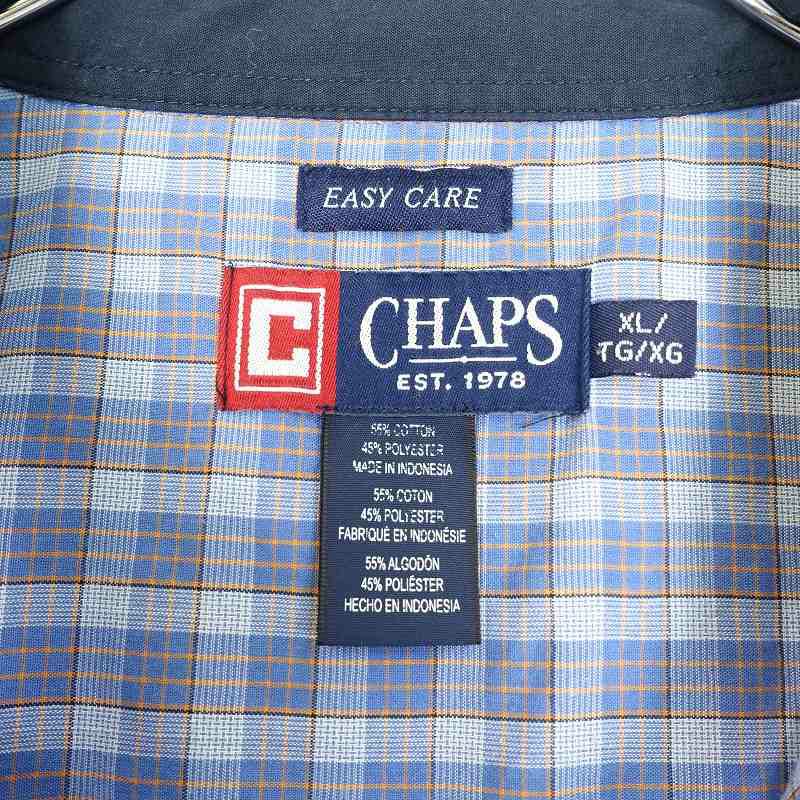 EASY CARE
C
CHAPS
EST. 1978
XL/
TG/XG
55% COTTON
45% POLYESTER
MADE IN INDONESIA
55% COTON
45% POLYESTER
FABRIQUÉ EN INDONÉSIE
55% ALGODÓN
45% POLIÉSTER
HECHO EN INDONESIA